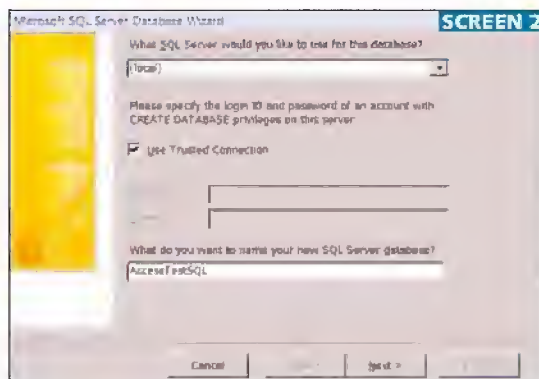 Microsoft SQL Server Database Wizard
SCREEN 2
What SQL Server would you like to use for this database?
(local)
Please specify the login ID and password of an account with
CREATE DATABASE privileges on this server
Use Trusted Connection
What do you want to name your new SQL Server database?
AccessTestSQL
Cancel
Next >